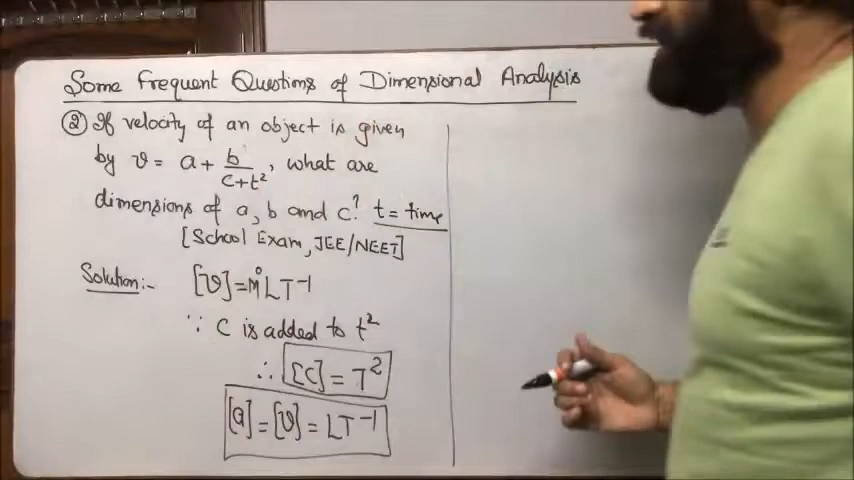 Some Frequent Questions of Dimensional Analysis
② If velocity of an object is given
by v = a + b/(c+t²), what are
dimensions of a, b and c? t = time
[School Exam, JEE/NEET]
Solution:-
[v] = M⁰LT⁻¹
∵ C is added to t²
∴ [C] = T²
[a] = [v] = LT⁻¹